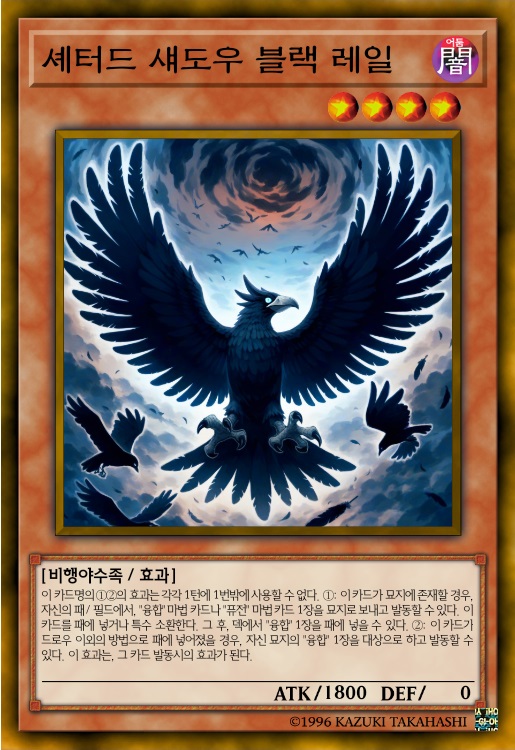 셰터드 섀도우 블랙 레일
어둠
闇
[비행야수족 / 효과]
이 카드명의 ①②의 효과는 각각 1턴에 1번밖에 사용할 수 없다. ①: 이 카드가 묘지에 존재할 경우,
자신의 패 / 필드에서, "융합" 마법 카드나 "퓨전" 마법 카드 1장을 묘지로 보내고 발동할 수 있다. 이
카드를 패에 넣거나 특수 소환한다. 그 후, 덱에서 "융합" 1장을 패에 넣을 수 있다. ②: 이 카드가
드로우 이외의 방법으로 패에 넣어졌을 경우, 자신 묘지의 "융합" 1장을 대상으로 하고 발동할 수
있다. 이 효과는, 그 카드 발동시의 효과가 된다.
ATK/1800 DEF/ 0
©1996 KAZUKI TAKAHASHI